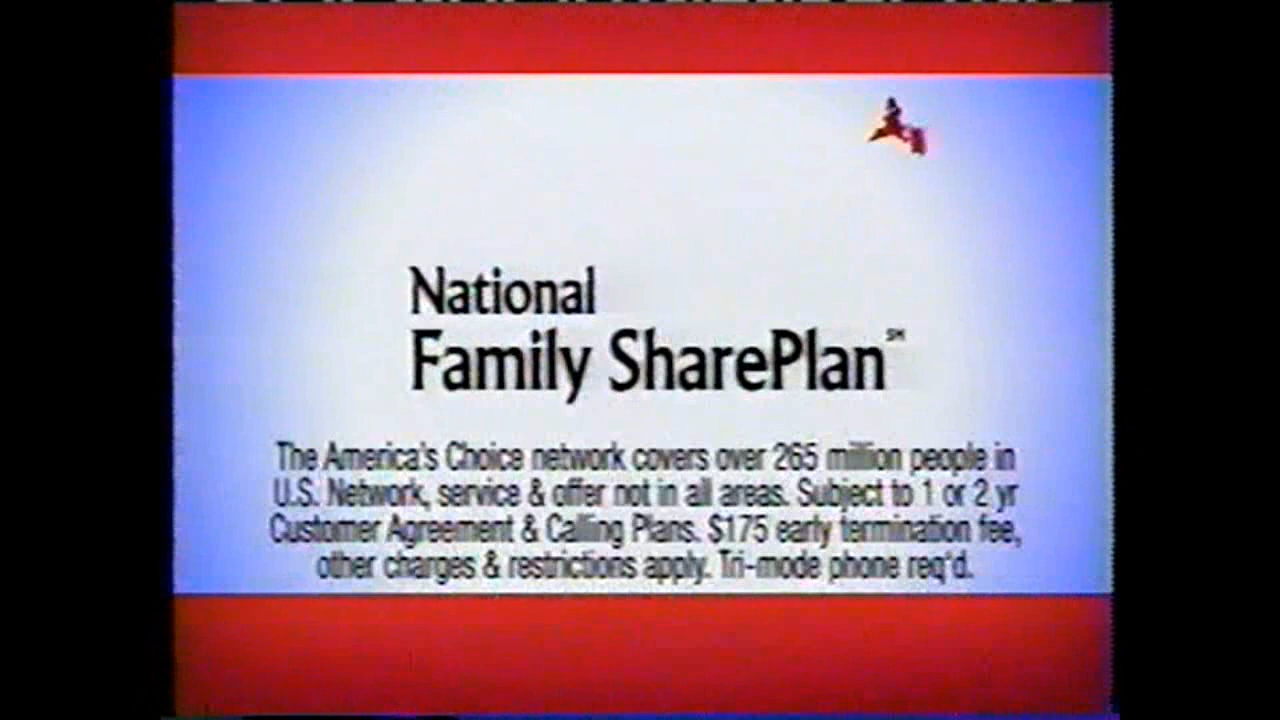 National
Family SharePlan℠
The America's Choice network covers over 265 million people in
U.S. Network, service & offer not in all areas. Subject to 1 or 2 yr
Customer Agreement & Calling Plans. $175 early termination fee,
other charges & restrictions apply. Tri-mode phone req'd.